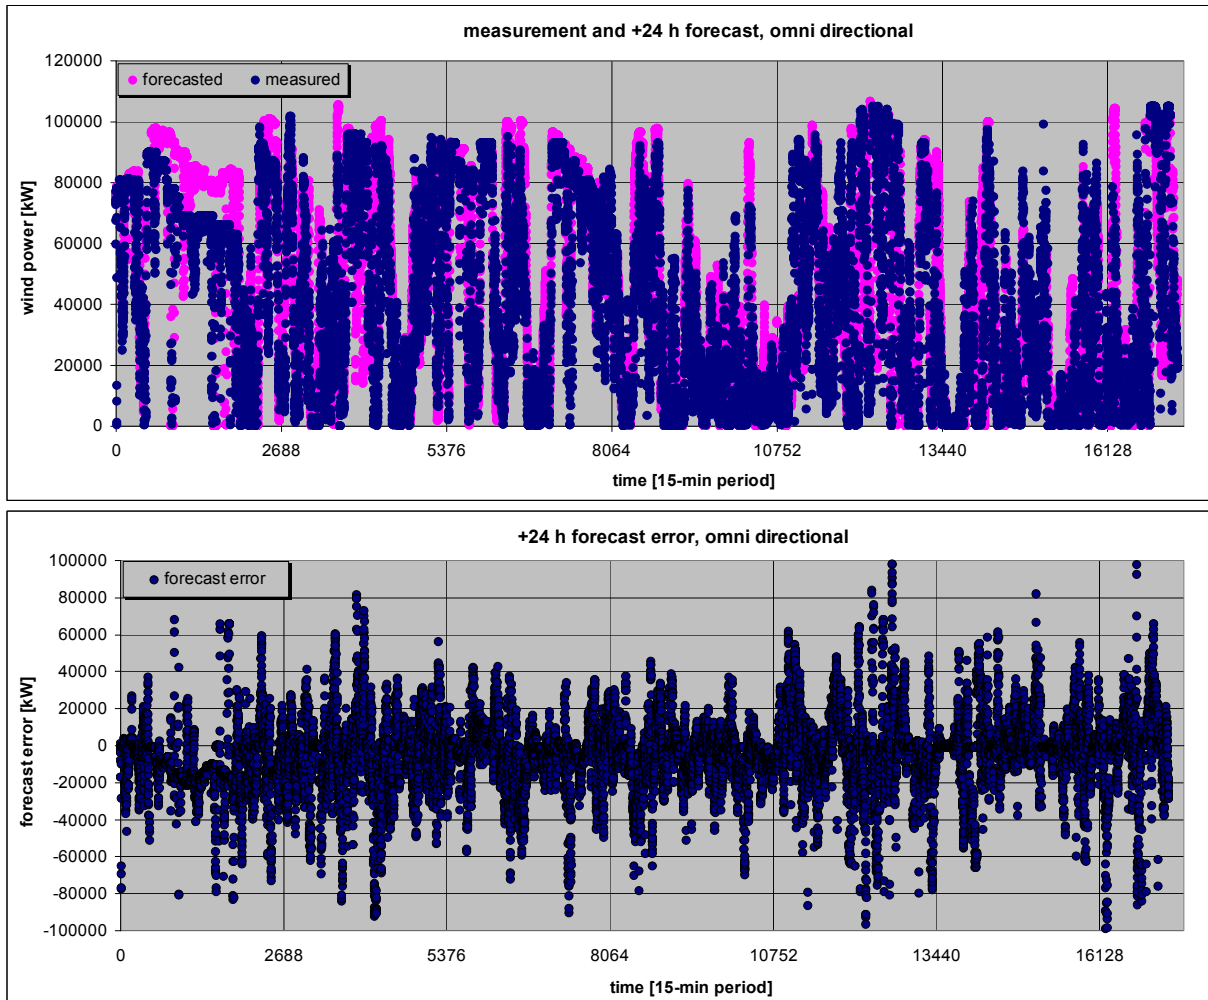 measurement and +24 h forecast, omni directional
120000
forecasted measured
100000
80000
60000
40000
20000
0
wind power [kW]
0 2688 5376 8064 10752 13440 16128
time [15-min period]
+24 h forecast error, omni directional
100000
forecast error
80000
60000
40000
20000
0
-20000
-40000
-60000
-80000
-100000
forecast error [kW]
0 2688 5376 8064 10752 13440 16128
time [15-min period]